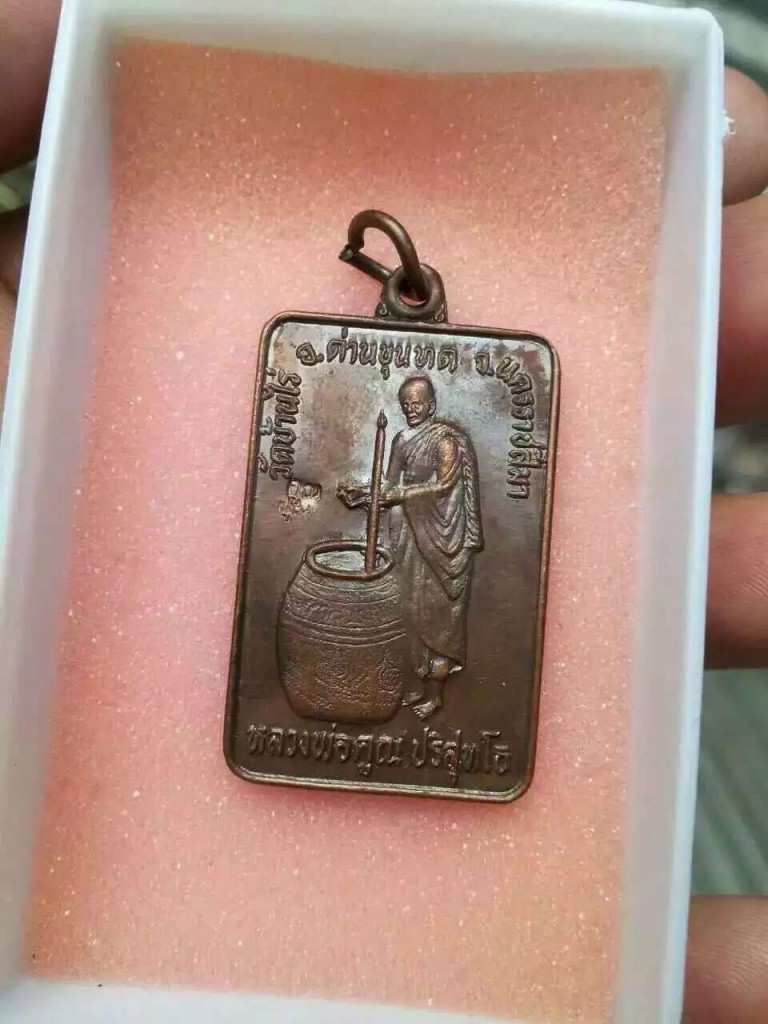 วัดบ้านไร่ อ.ด่านขุนทด จ.นครราชสีมา
หลวงพ่อคูณ ปริสุทโธ